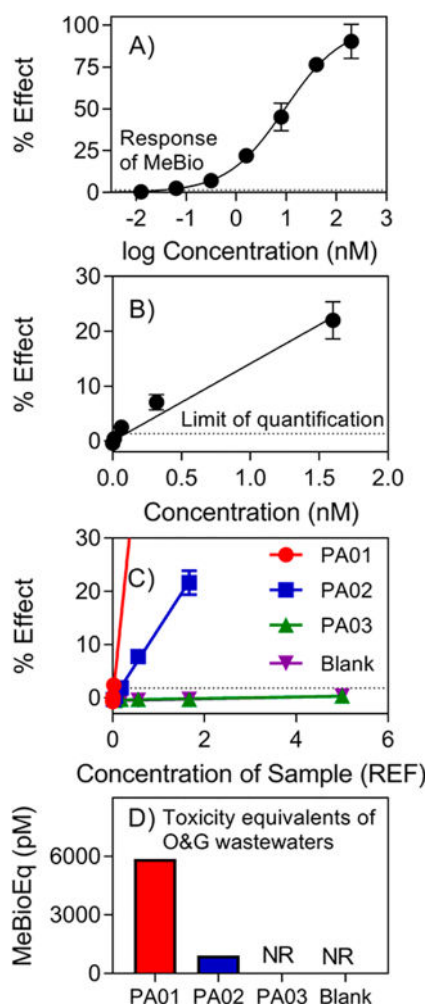 A)
% Effect
100
75
50
25
0
Response
of MeBio
-2 -1 0 1 2 3
log Concentration (nM)
B)
% Effect
30
20
10
0
Limit of quantification
0.0 0.5 1.0 1.5 2.0
Concentration (nM)
C)
% Effect
30
20
10
0
PA01
PA02
PA03
Blank
0 2 4 6
Concentration of Sample (REF)
D) Toxicity equivalents of
O&G wastewaters
MeBioEq (pM)
6000
3000
0
NR NR
PA01 PA02 PA03 Blank